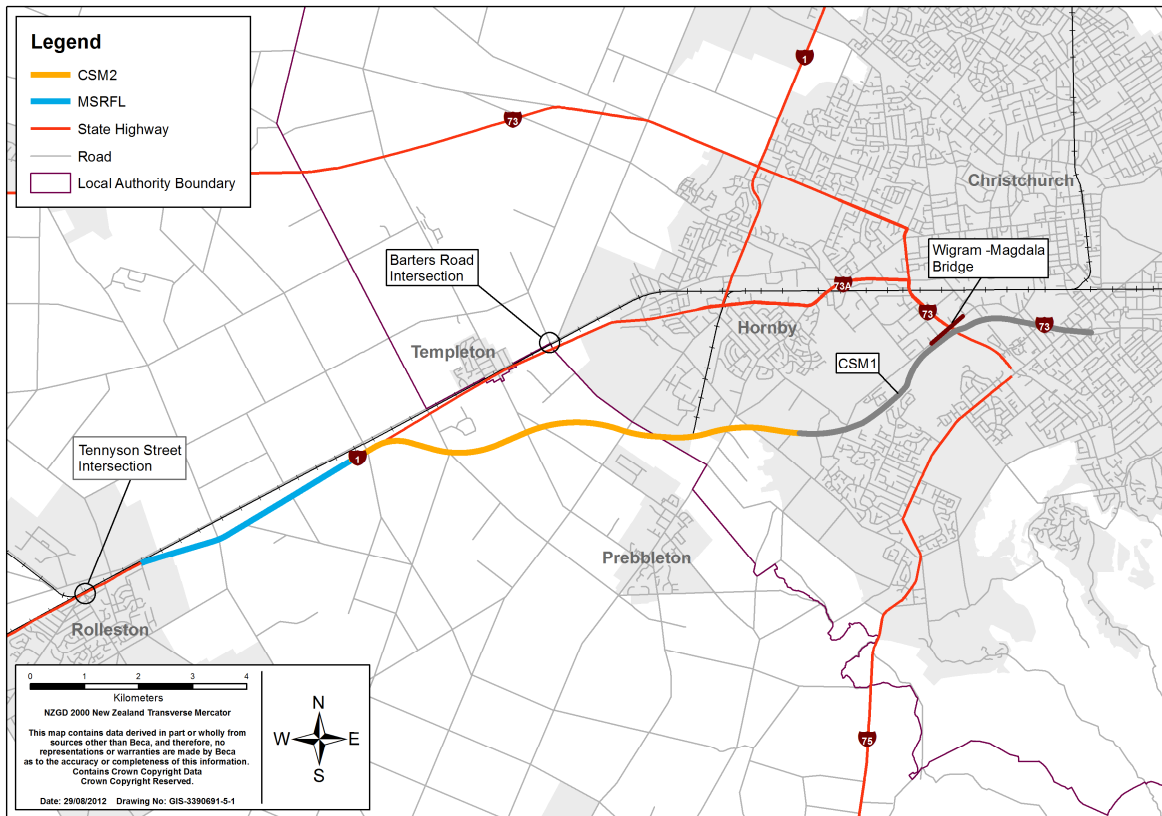 Legend
CSM2
MSRFL
State Highway
Road
Local Authority Boundary
1
73
Christchurch
Barters Road
Intersection
Wigram -Magdala
Bridge
73A
73
73
Hornby
Templeton
CSM1
Tennyson Street
Intersection
1
Prebbleton
Rolleston
75
0 1 2 3 4
Kilometers
NZGD 2000 New Zealand Transverse Mercator
This map contains data derived in part or wholly from
sources other than Beca, and therefore, no
representations or warranties are made by Beca
as to the accuracy or completeness of this information.
Contains Crown Copyright Data
Crown Copyright Reserved.
Date: 29/08/2012 Drawing No: GIS-3390691-5-1
N
W E
S